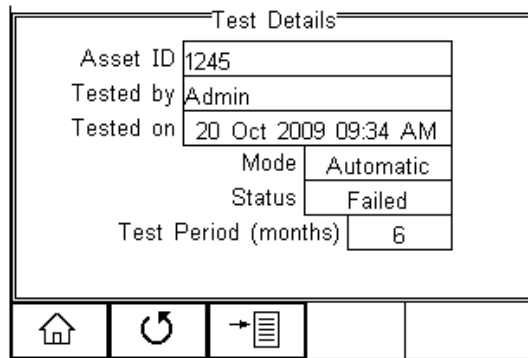 Test Details
Asset ID 1245
Tested by Admin
Tested on 20 Oct 2009 09:34 AM
Mode Automatic
Status Failed
Test Period (months) 6